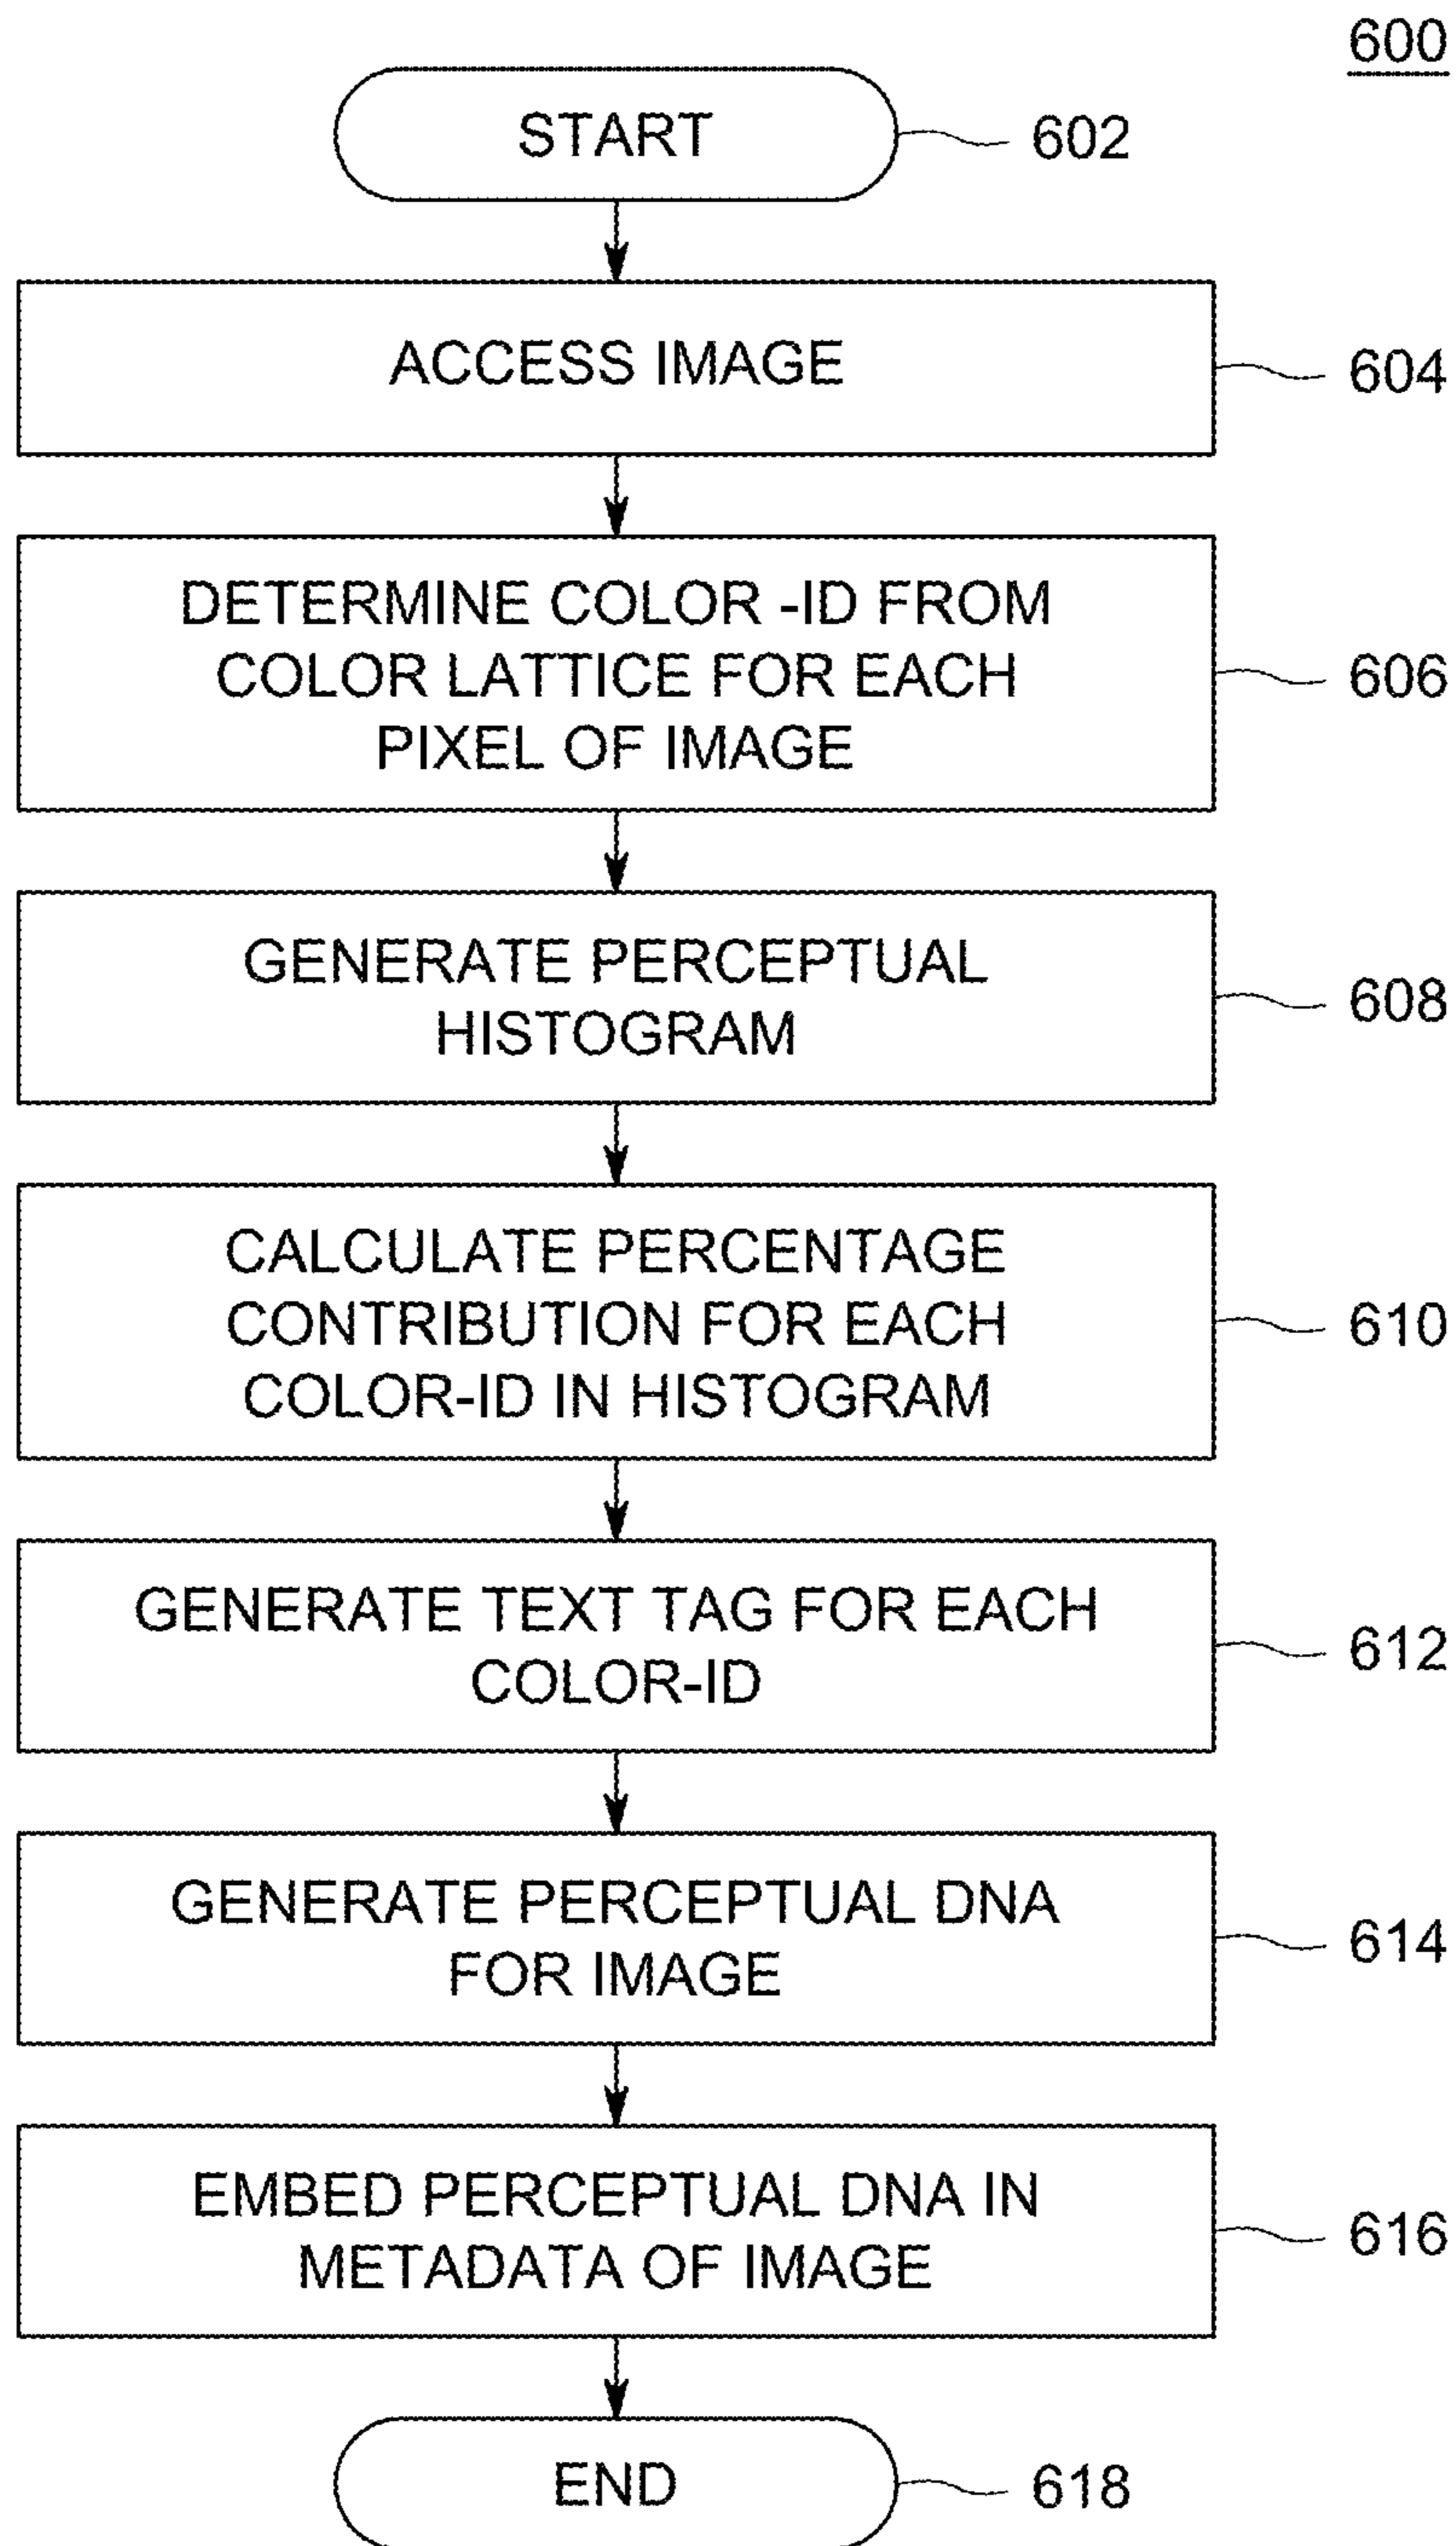 600
START
602
ACCESS IMAGE
604
DETERMINE COLOR -ID FROM
COLOR LATTICE FOR EACH
PIXEL OF IMAGE
606
GENERATE PERCEPTUAL
HISTOGRAM
608
CALCULATE PERCENTAGE
CONTRIBUTION FOR EACH
COLOR-ID IN HISTOGRAM
610
GENERATE TEXT TAG FOR EACH
COLOR-ID
612
GENERATE PERCEPTUAL DNA
FOR IMAGE
614
EMBED PERCEPTUAL DNA IN
METADATA OF IMAGE
616
END
618